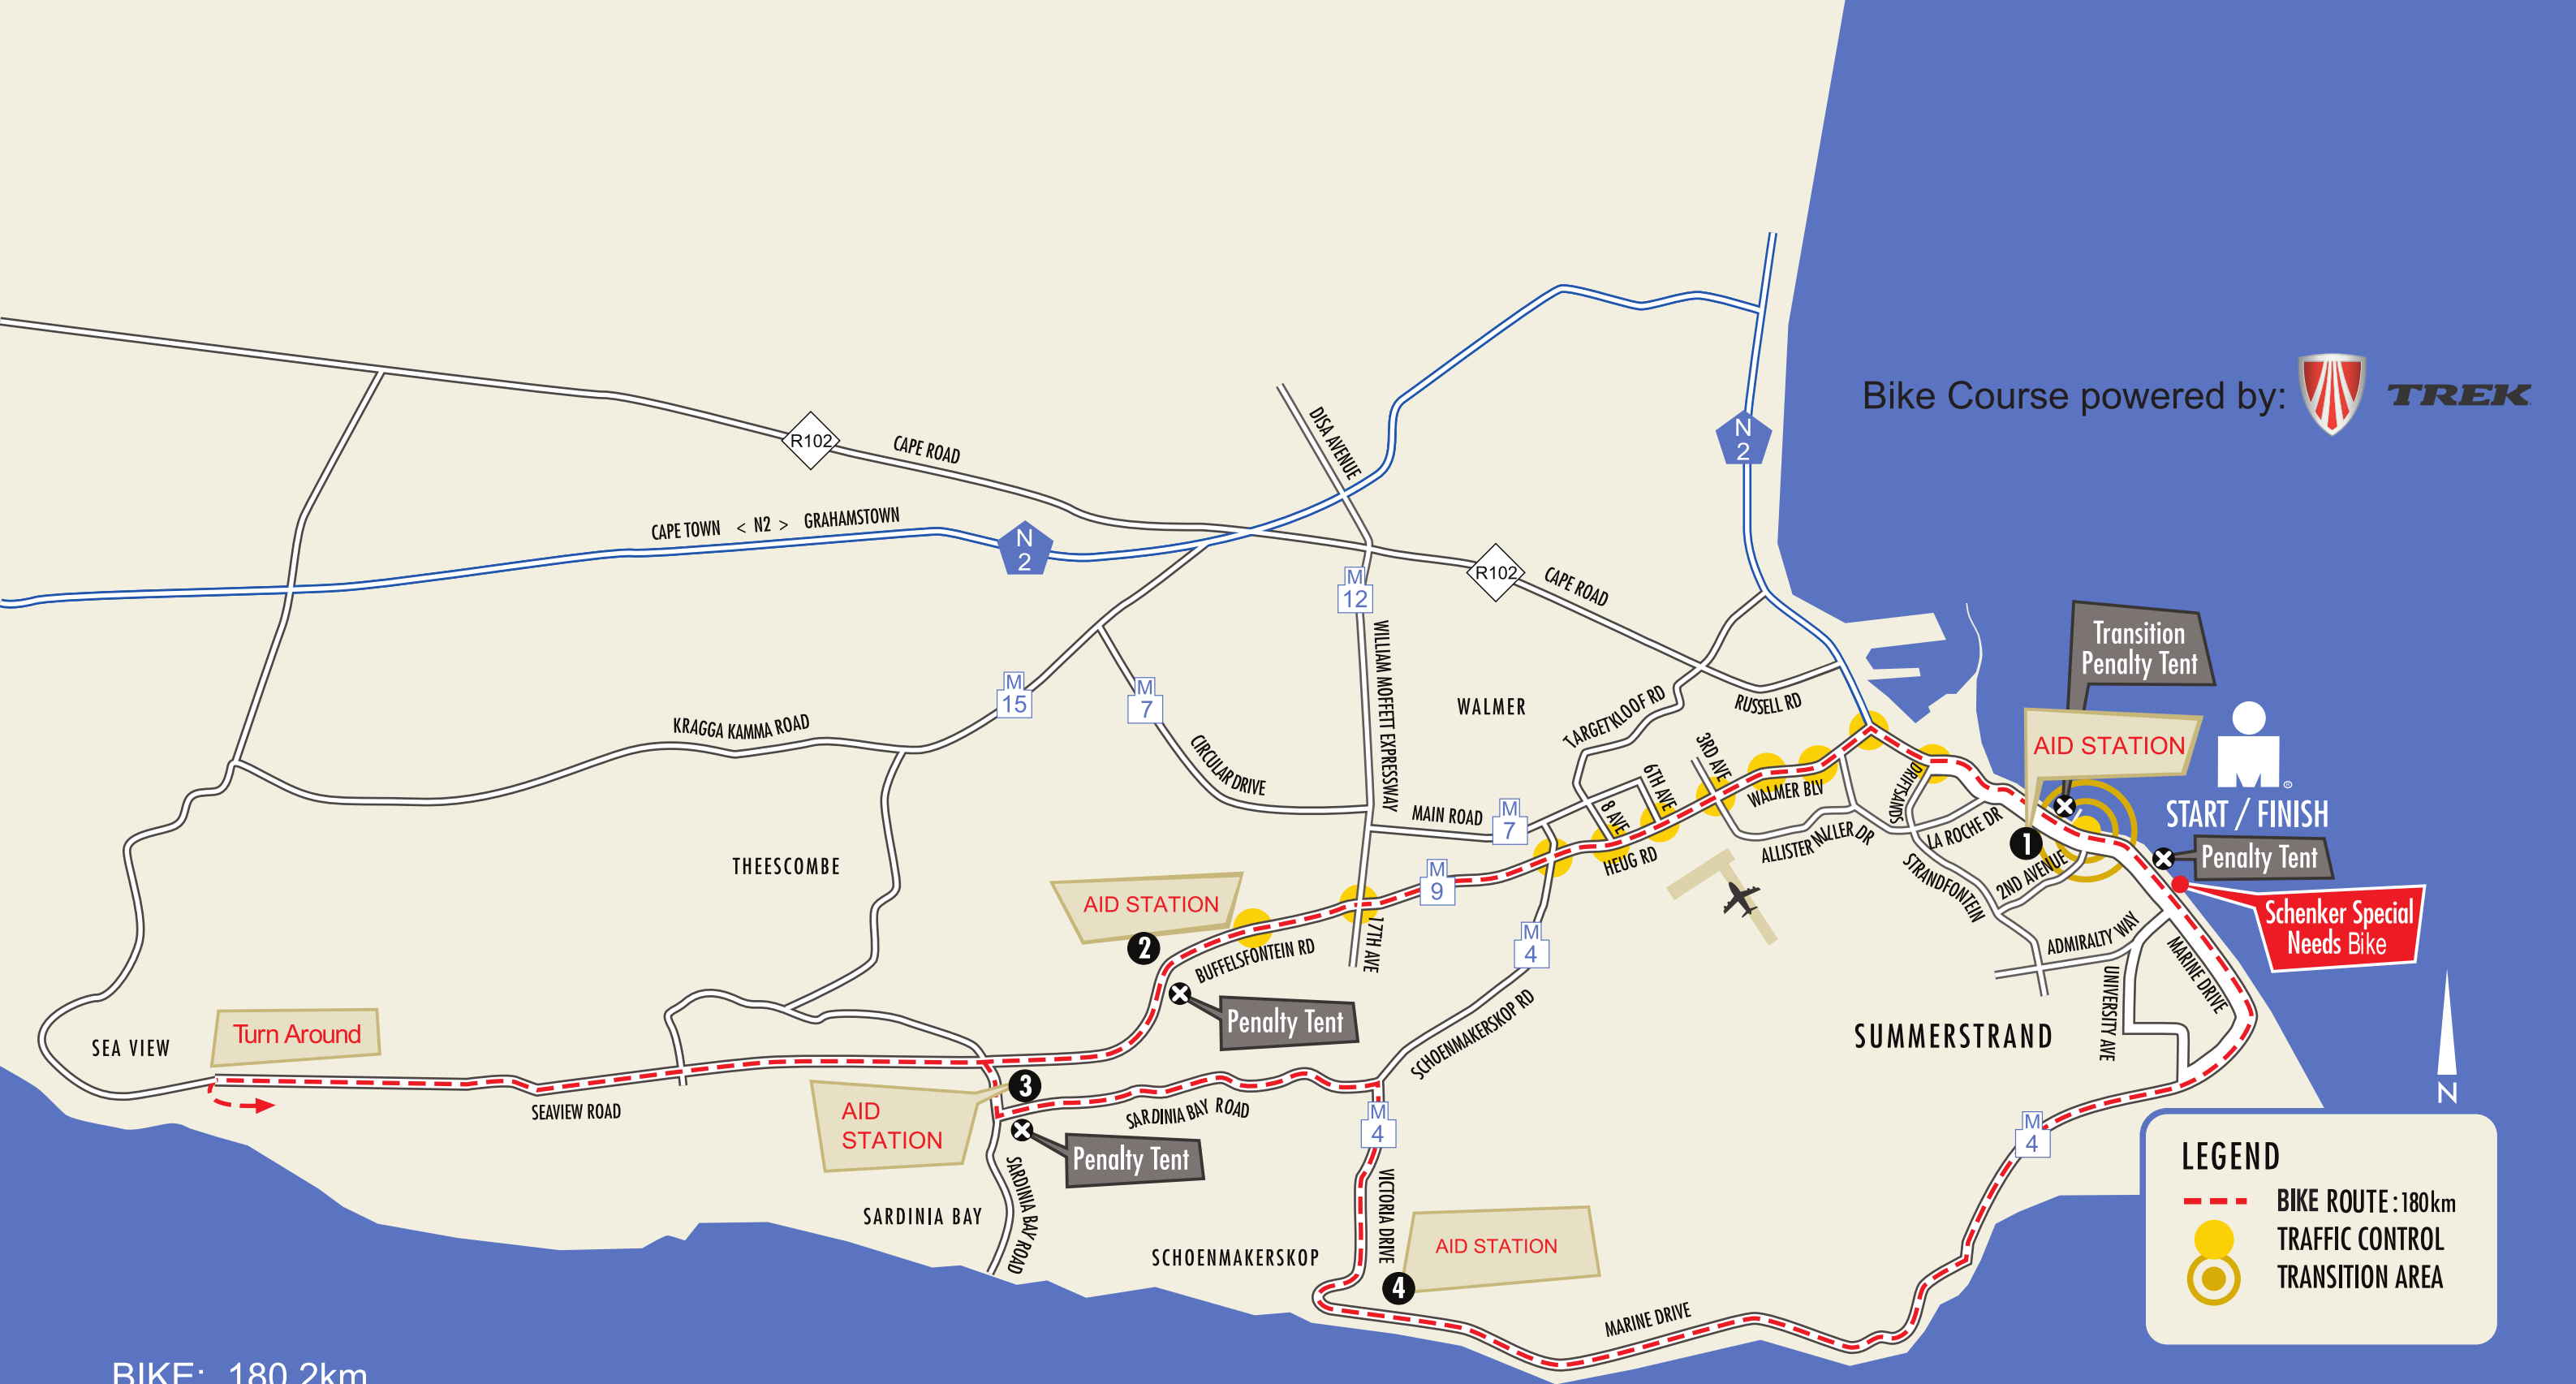 Bike Course powered by:
TREK
R102
CAPE ROAD
DISA AVENUE
N
2
CAPE TOWN < N2 > GRAHAMSTOWN
N
2
R102
CAPE ROAD
M
12
WILLIAM MOFFETT EXPRESSWAY
Transition
Penalty Tent
M
15
M
7
KRAGGA KAMMA ROAD
CIRCULAR DRIVE
WALMER
TARGETKLOOF RD
RUSSELL RD
3RD AVE
6TH AVE
8 AVE
WALMER BLV
DRIFTSANDS
AID STATION
START / FINISH
MAIN ROAD
M
7
HEUG RD
ALLISTER MILLER DR
LA ROCHE DR
1
2ND AVENUE
STRANDFONTEIN
Penalty Tent
Schenker Special
Needs Bike
THEESCOMBE
AID STATION
2
M
9
BUFFELSFONTEIN RD
17TH AVE
M
4
ADMIRALTY WAY
MARINE DRIVE
UNIVERSITY AVE
SUMMERSTRAND
Penalty Tent
SCHOENMAKERSKOP RD
Turn Around
SEA VIEW
SEAVIEW ROAD
3
AID
STATION
SARDINIA BAY ROAD
M
4
Penalty Tent
SARDINIA BAY
SARDINIA BAY ROAD
VICTORIA DRIVE
SCHOENMAKERSKOP
AID STATION
4
MARINE DRIVE
M
4
N
LEGEND
BIKE ROUTE: 180km
TRAFFIC CONTROL
TRANSITION AREA
BIKE: 180.2km